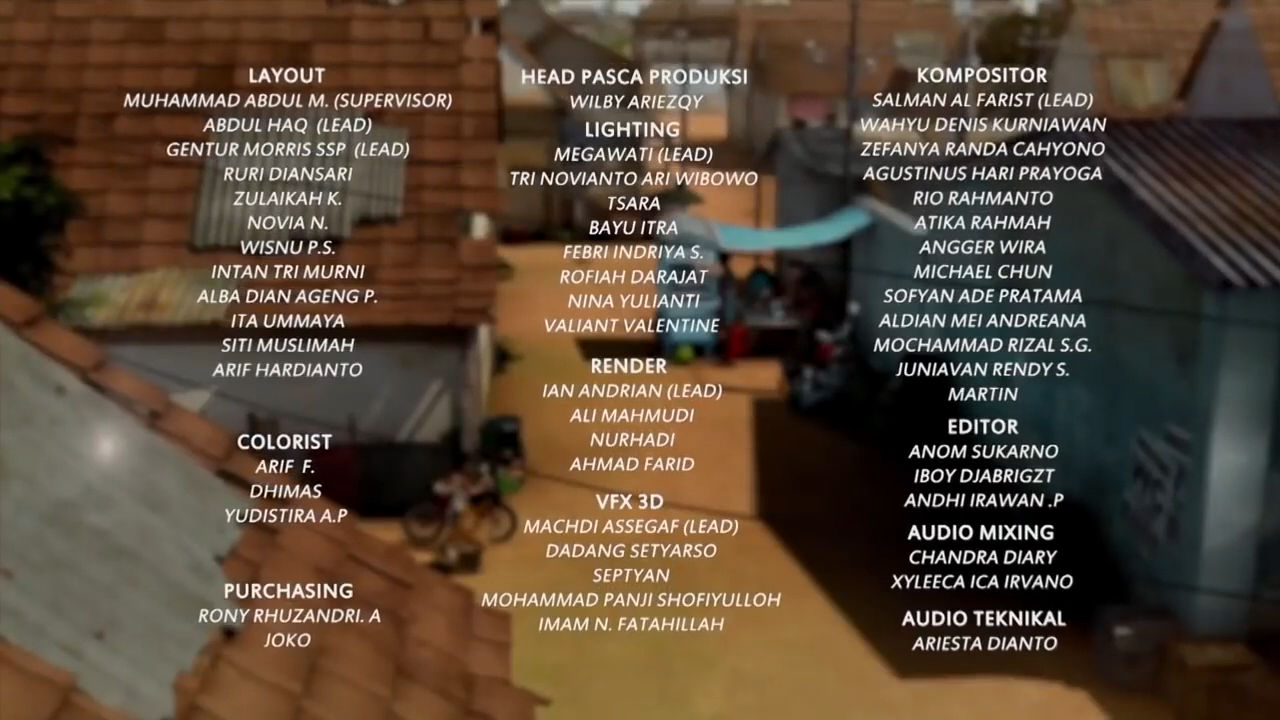 LAYOUT
MUHAMMAD ABDUL M. (SUPERVISOR)
ABDUL HAQ (LEAD)
GENTUR MORRIS SSP (LEAD)
RURI DIANSARI
ZULAIKAH K.
NOVIA N.
WISNU P.S.
INTAN TRI MURNI
ALBA DIAN AGENG P.
ITA UMMAYA
SITI MUSLIMAH
ARIF HARDIANTO
COLORIST
ARIF F.
DHIMAS
YUDISTIRA A.P
PURCHASING
RONY RHUZANDRI. A
JOKO
HEAD PASCA PRODUKSI
WILBY ARIEZQY
LIGHTING
MEGAWATI (LEAD)
TRI NOVIANTO ARI WIBOWO
TSARA
BAYU ITRA
FEBRI INDRIYA S.
ROFIAH DARAJAT
NINA YULIANTI
VALIANT VALENTINE
RENDER
IAN ANDRIAN (LEAD)
ALI MAHMUDI
NURHADI
AHMAD FARID
VFX 3D
MACHDI ASSEGAF (LEAD)
DADANG SETYARSO
SEPTYAN
MOHAMMAD PANJI SHOFIYULLOH
IMAM N. FATAHILLAH
KOMPOSITOR
SALMAN AL FARIST (LEAD)
WAHYU DENIS KURNIAWAN
ZEFANYA RANDA CAHYONO
AGUSTINUS HARI PRAYOGA
RIO RAHMANTO
ATIKA RAHMAH
ANGGER WIRA
MICHAEL CHUN
SOFYAN ADE PRATAMA
ALDIAN MEI ANDREANA
MOCHAMMAD RIZAL S.G.
JUNIAVAN RENDY S.
MARTIN
EDITOR
ANOM SUKARNO
IBOY DJABRIGZT
ANDHI IRAWAN .P
AUDIO MIXING
CHANDRA DIARY
XYLEECA ICA IRVANO
AUDIO TEKNIKAL
ARIESTA DIANTO